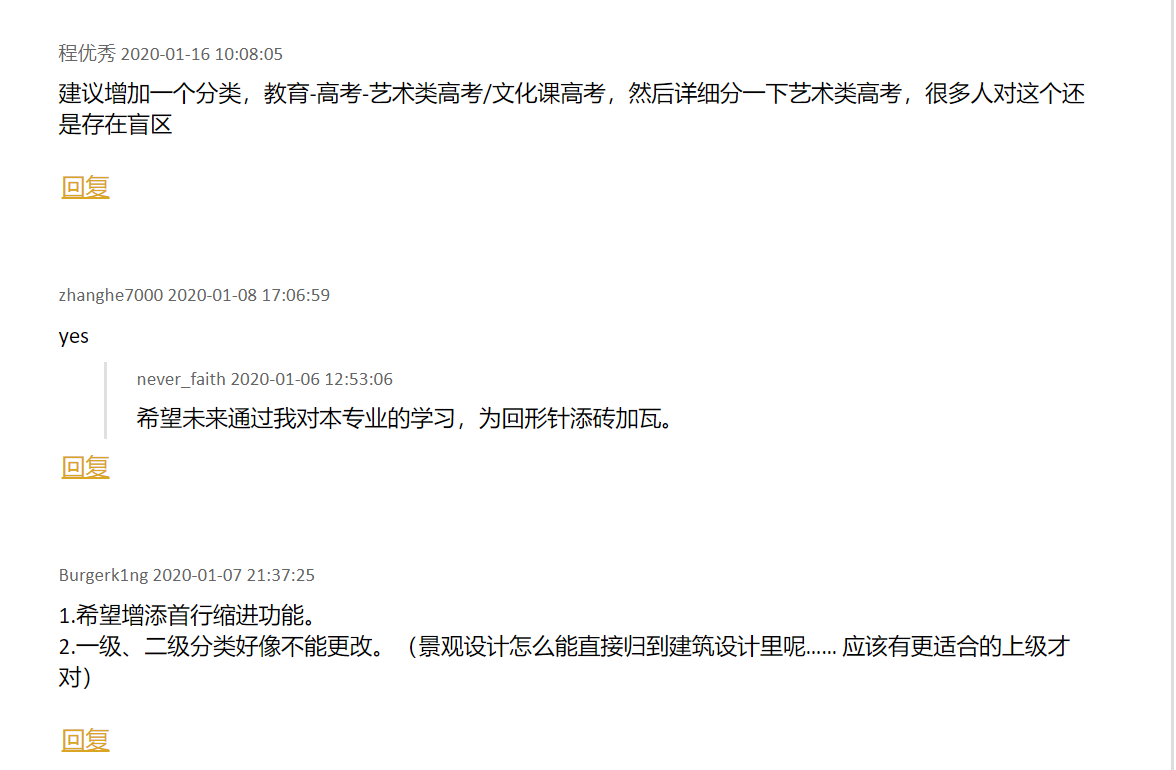 程优秀 2020-01-16 10:08:05
建议增加一个分类，教育-高考-艺术类高考/文化课高考，然后详细分一下艺术类高考，很多人对这个还
是存在盲区
回复
zhanghe7000 2020-01-08 17:06:59
yes
never_faith 2020-01-06 12:53:06
希望未来通过我对本专业的学习，为回形针添砖加瓦。
回复
Burgerk1ng 2020-01-07 21:37:25
1.希望增添首行缩进功能。
2.一级、二级分类好像不能更改。（景观设计怎么能直接归到建筑设计里呢...... 应该有更适合的上级才
对）
回复